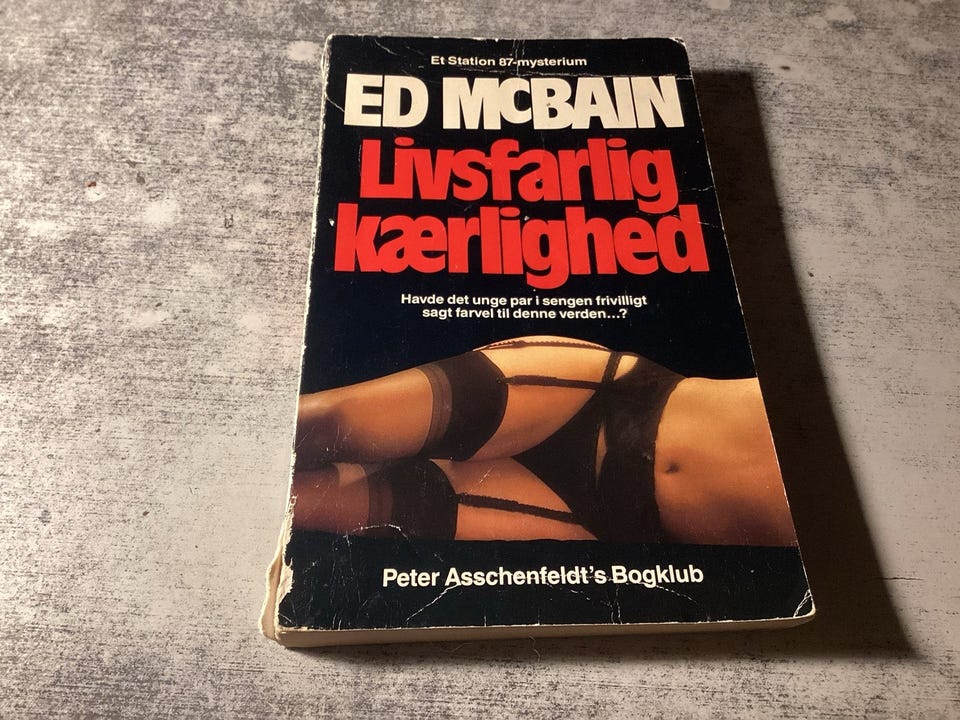 Et Station 87-mysterium
ED McBAIN
Livsfarlig
kærlighed
Havde det unge par i sengen frivilligt
sagt farvel til denne verden...?
Peter Asschenfeldt's Bogklub